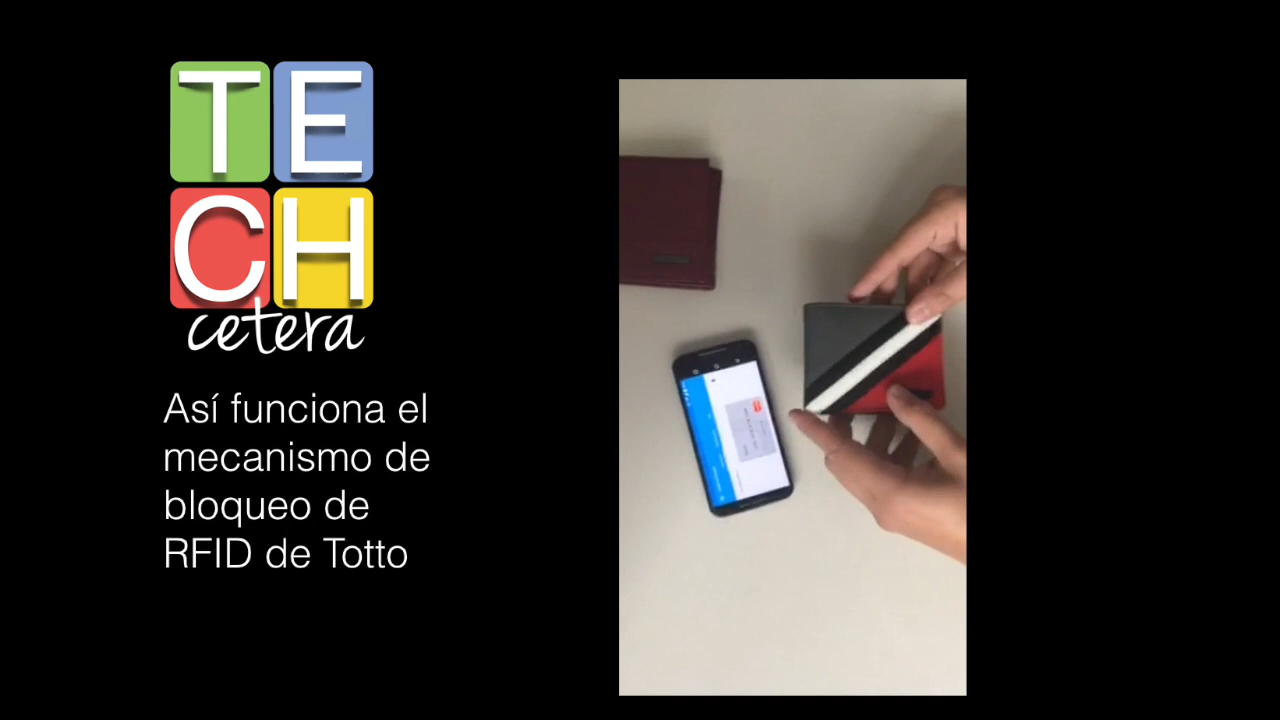 TE
CH
cetera
Así funciona el
mecanismo de
bloqueo de
RFID de Totto